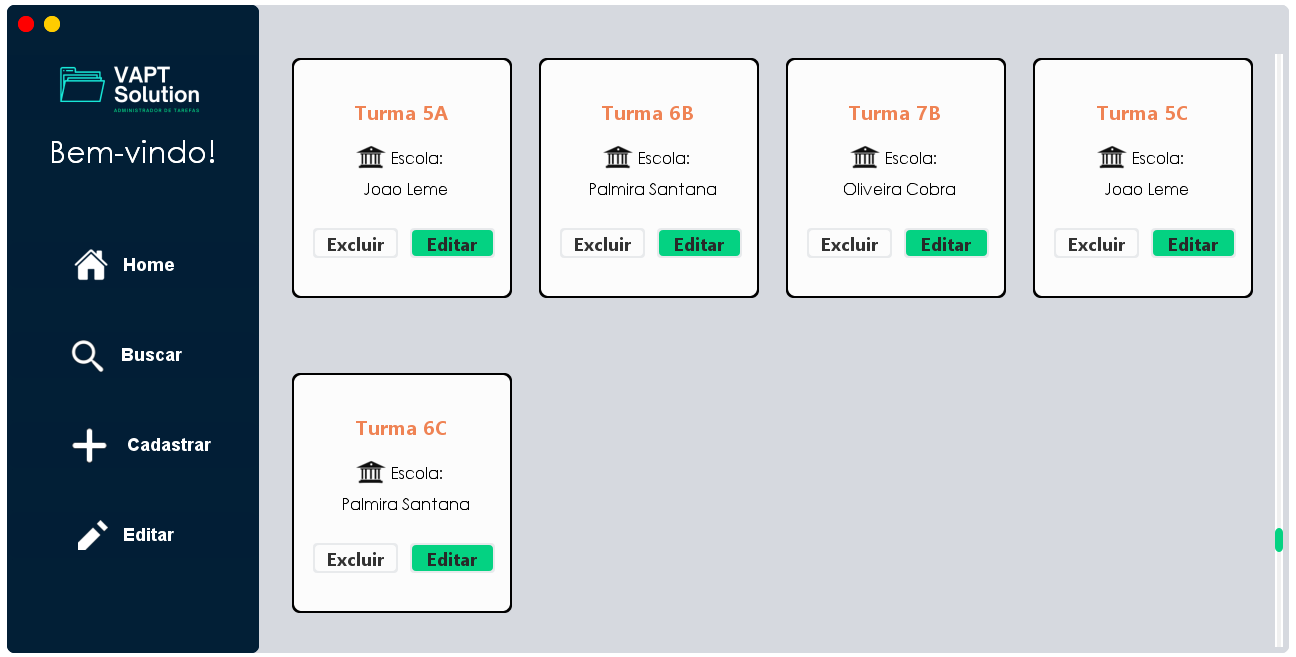 VAPT
Solution
ADMINISTRADOR DE TAREFAS
Bem-vindo!
Home
Buscar
Cadastrar
Editar
Turma 5A
Escola:
Joao Leme
Excluir Editar
Turma 6B
Escola:
Palmira Santana
Excluir Editar
Turma 7B
Escola:
Oliveira Cobra
Excluir Editar
Turma 5C
Escola:
Joao Leme
Excluir Editar
Turma 6C
Escola:
Palmira Santana
Excluir Editar